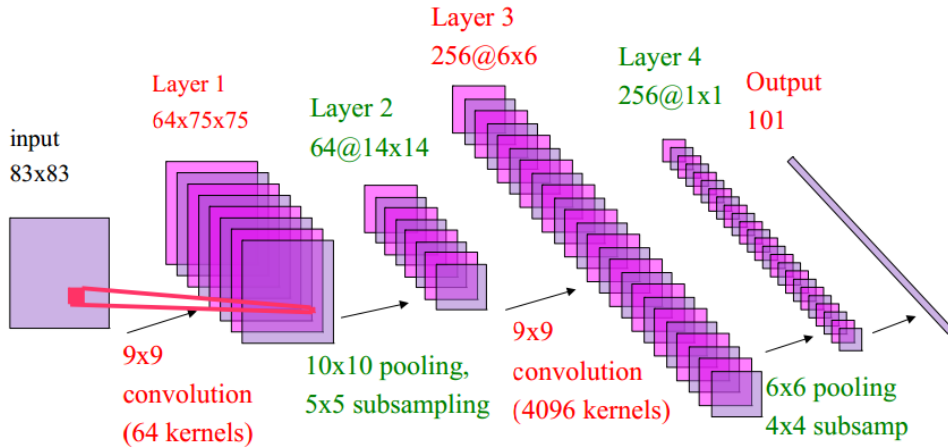 input
83x83
Layer 1
64x75x75
Layer 2
64@14x14
Layer 3
256@6x6
Layer 4
256@1x1
Output
101
9x9
convolution
(64 kernels)
10x10 pooling,
5x5 subsampling
9x9
convolution
(4096 kernels)
6x6 pooling
4x4 subsamp